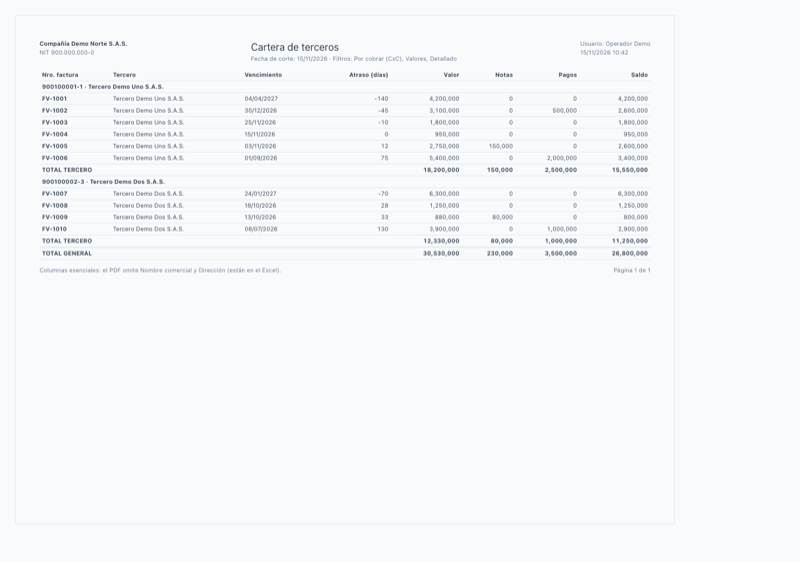 Compañía Demo Norte S.A.S.
NIT 900.000.000-0
Cartera de terceros
Fecha de corte: 15/11/2026 · Filtros: Por cobrar (CxC), Valores, Detallado
Usuario: Operador Demo
15/11/2026 10:42
Nro. factura Tercero Vencimiento Atraso (días) Valor Notas Pagos Saldo
900100001-1 · Tercero Demo Uno S.A.S.
FV-1001 Tercero Demo Uno S.A.S. 04/04/2027 -140 4,200,000 0 0 4,200,000
FV-1002 Tercero Demo Uno S.A.S. 30/12/2026 -45 3,100,000 0 500,000 2,600,000
FV-1003 Tercero Demo Uno S.A.S. 25/11/2026 -10 1,800,000 0 0 1,800,000
FV-1004 Tercero Demo Uno S.A.S. 15/11/2026 0 950,000 0 0 950,000
FV-1005 Tercero Demo Uno S.A.S. 03/11/2026 12 2,750,000 150,000 0 2,600,000
FV-1006 Tercero Demo Uno S.A.S. 01/09/2026 75 5,400,000 0 2,000,000 3,400,000
TOTAL TERCERO 18,200,000 150,000 2,500,000 15,550,000
900100002-3 · Tercero Demo Dos S.A.S.
FV-1007 Tercero Demo Dos S.A.S. 24/01/2027 -70 6,300,000 0 0 6,300,000
FV-1008 Tercero Demo Dos S.A.S. 18/10/2026 28 1,250,000 0 0 1,250,000
FV-1009 Tercero Demo Dos S.A.S. 13/10/2026 33 880,000 80,000 0 800,000
FV-1010 Tercero Demo Dos S.A.S. 08/07/2026 130 3,900,000 0 1,000,000 2,900,000
TOTAL TERCERO 12,330,000 80,000 1,000,000 11,250,000
TOTAL GENERAL 30,530,000 230,000 3,500,000 26,800,000
Columnas esenciales: el PDF omite Nombre comercial y Dirección (están en el Excel).
Página 1 de 1